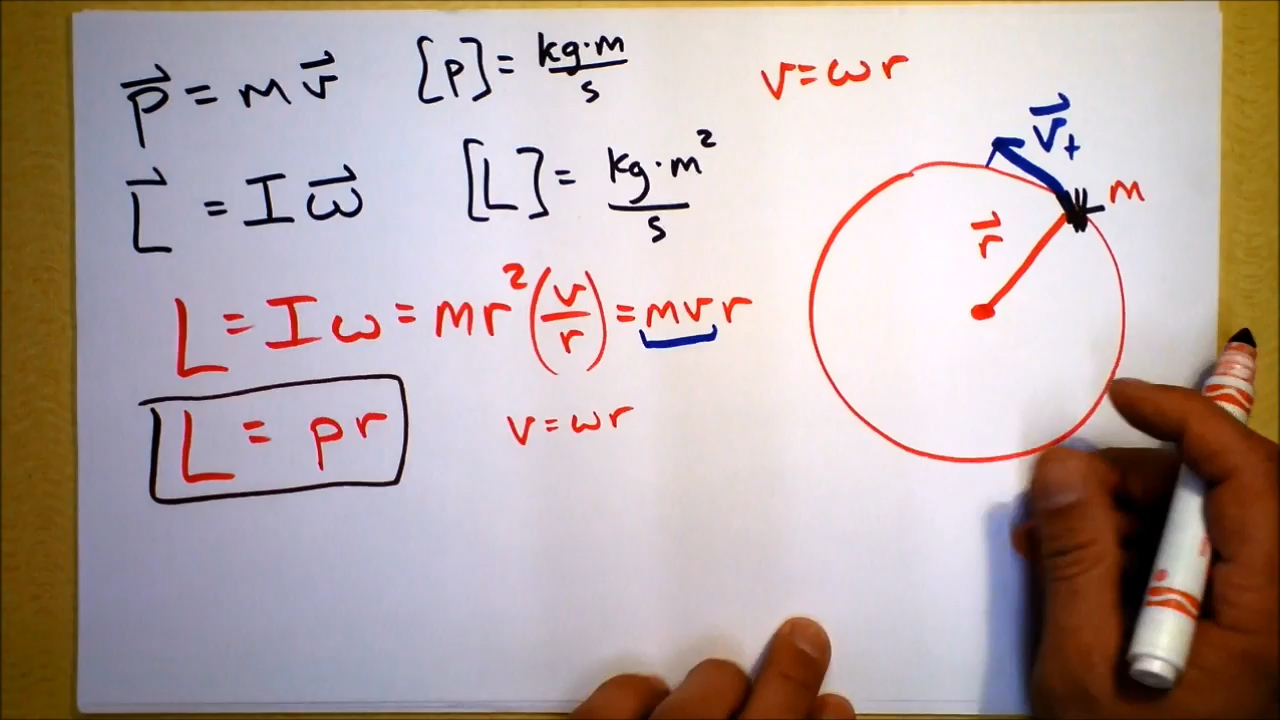 p⃗ = m v⃗ [p] = kg·m/s v = ωr
L⃗ = I ω⃗ [L] = kg·m²/s
v⃗ₜ
m
r⃗
L = Iω = mr² (v/r) = mvr
L = pr v = ωr